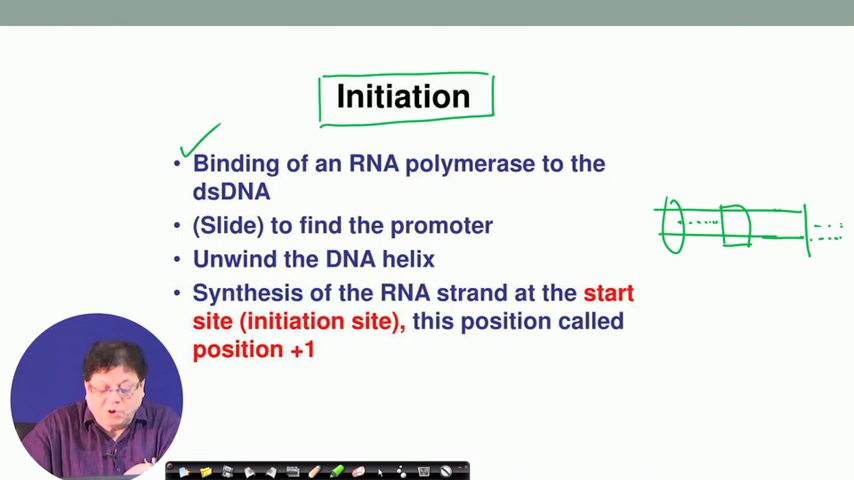 Initiation
• Binding of an RNA polymerase to the
dsDNA
• (Slide) to find the promoter
• Unwind the DNA helix
• Synthesis of the RNA strand at the start
site (initiation site), this position called
position +1